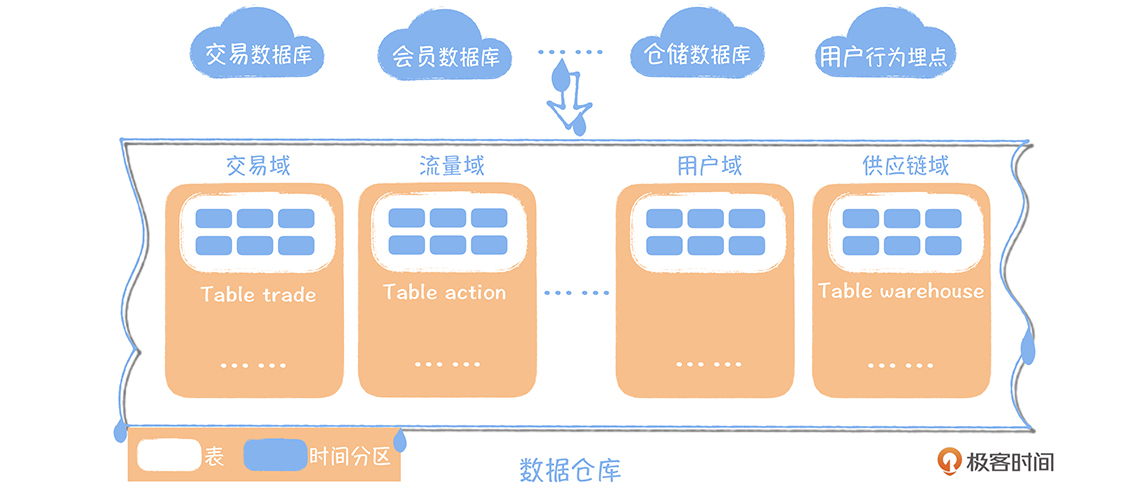 交易数据库
会员数据库
仓储数据库
用户行为埋点
交易域
流量域
用户域
供应链域
Table trade
Table action
Table warehouse
表
时间分区
数据仓库
极客时间